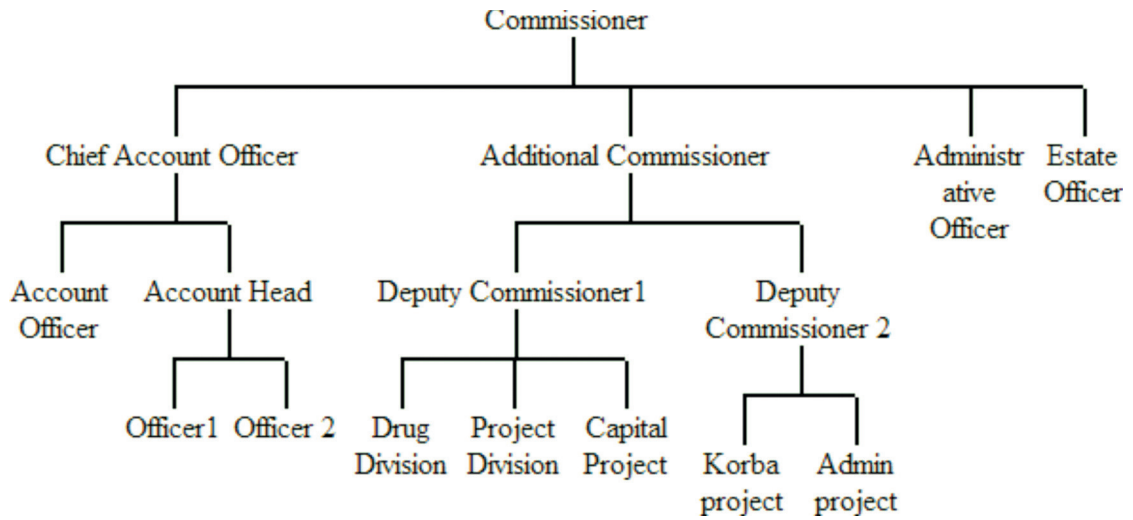 Commissioner
Chief Account Officer
Additional Commissioner
Administr
ative
Officer
Estate
Officer
Account
Officer
Account Head
Deputy Commissioner1
Deputy
Commissioner 2
Officer1
Officer 2
Drug
Division
Project
Division
Capital
Project
Korba
project
Admin
project